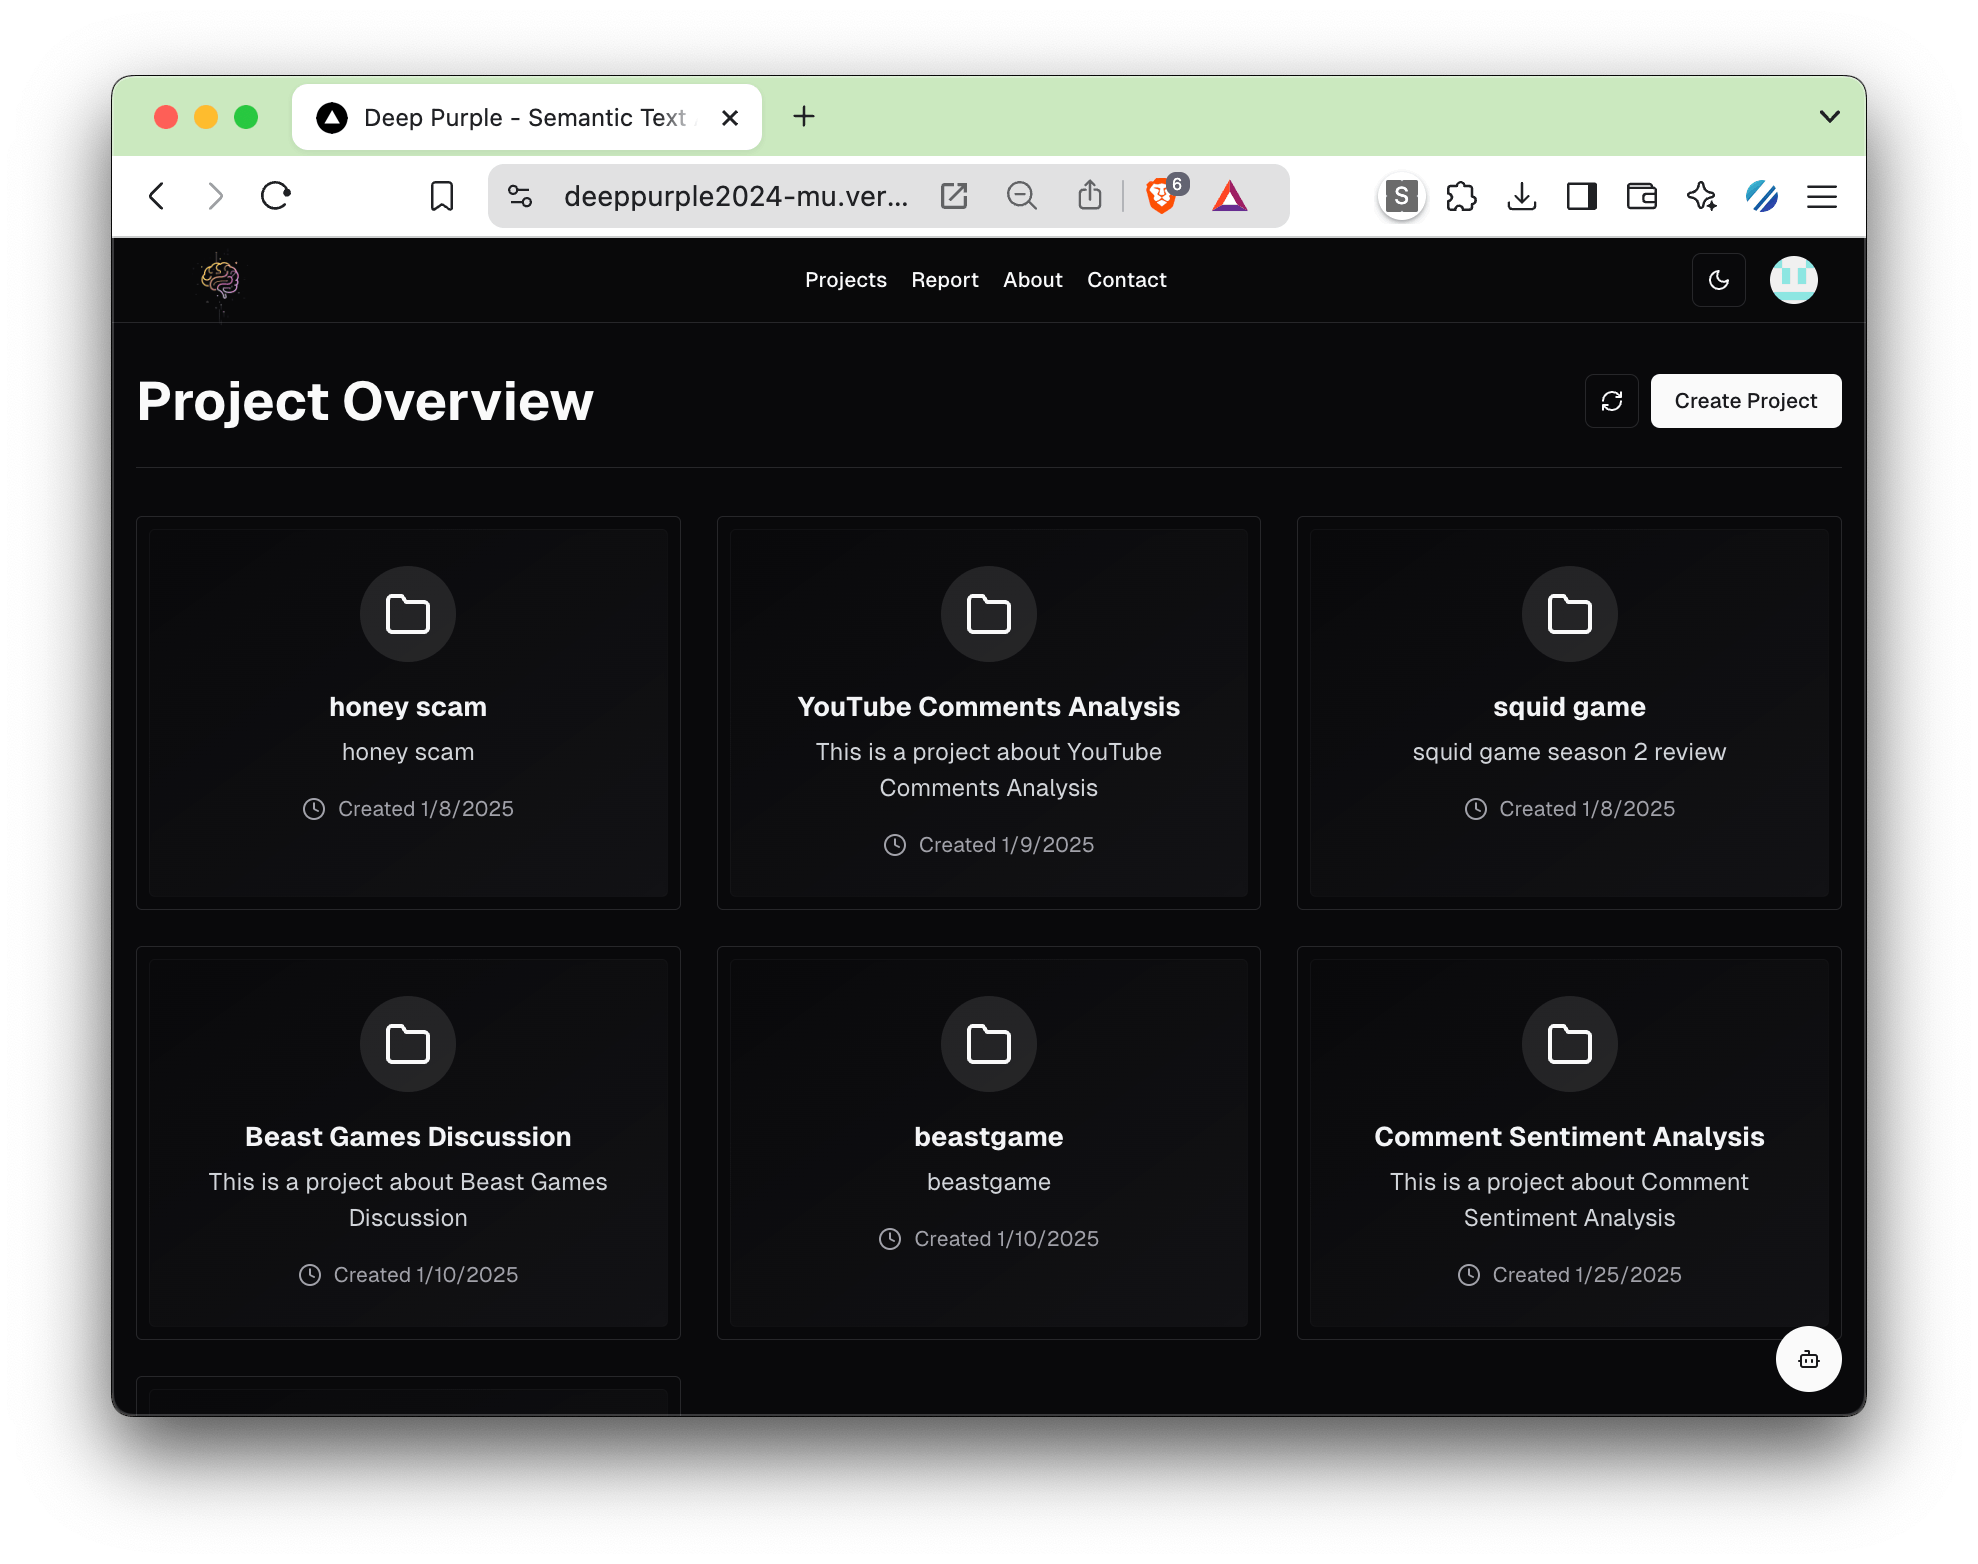 Deep Purple - Semantic Text
deeppurple2024-mu.ver...
6
S
Projects Report About Contact
Project Overview
Create Project
honey scam
honey scam
Created 1/8/2025
YouTube Comments Analysis
This is a project about YouTube
Comments Analysis
Created 1/9/2025
squid game
squid game season 2 review
Created 1/8/2025
Beast Games Discussion
This is a project about Beast Games
Discussion
Created 1/10/2025
beastgame
beastgame
Created 1/10/2025
Comment Sentiment Analysis
This is a project about Comment
Sentiment Analysis
Created 1/25/2025